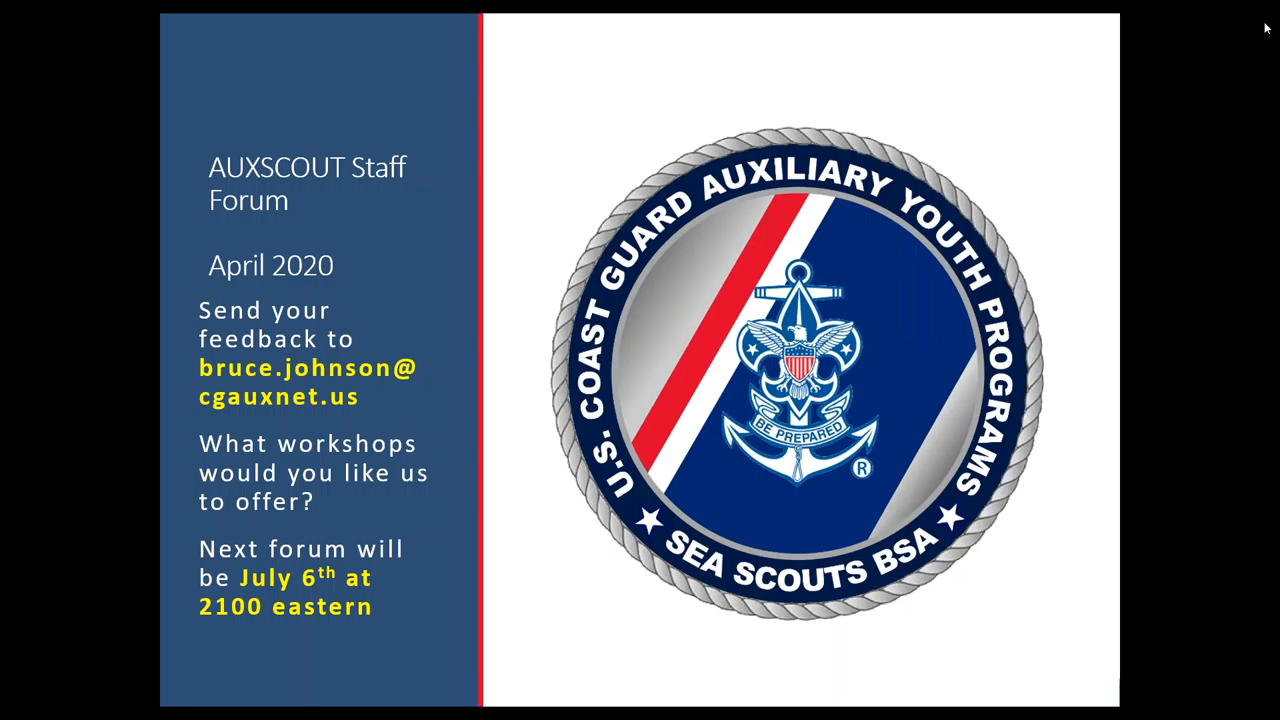 AUXSCOUT Staff
Forum
April 2020
Send your
feedback to
bruce.johnson@
cgauxnet.us
What workshops
would you like us
to offer?
Next forum will
be July 6th at
2100 eastern
U.S. COAST GUARD AUXILIARY YOUTH PROGRAMS
BE PREPARED
®
★ SEA SCOUTS BSA ★